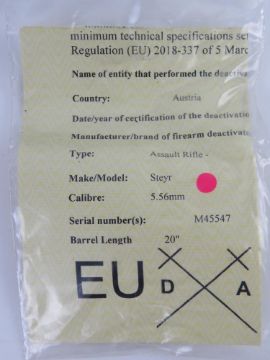 minimum technical specifications se
Regulation (EU) 2018-337 of 5 Marc
Name of entity that performed the deactiva
Country: Austria
Date/year of certification of the deactivatio
Manufacturer/brand of firearm deactivate
Type: Assault Rifle -
Make/Model: Steyr
Calibre: 5.56mm
Serial number(s): M45547
Barrel Length 20"
EU D A